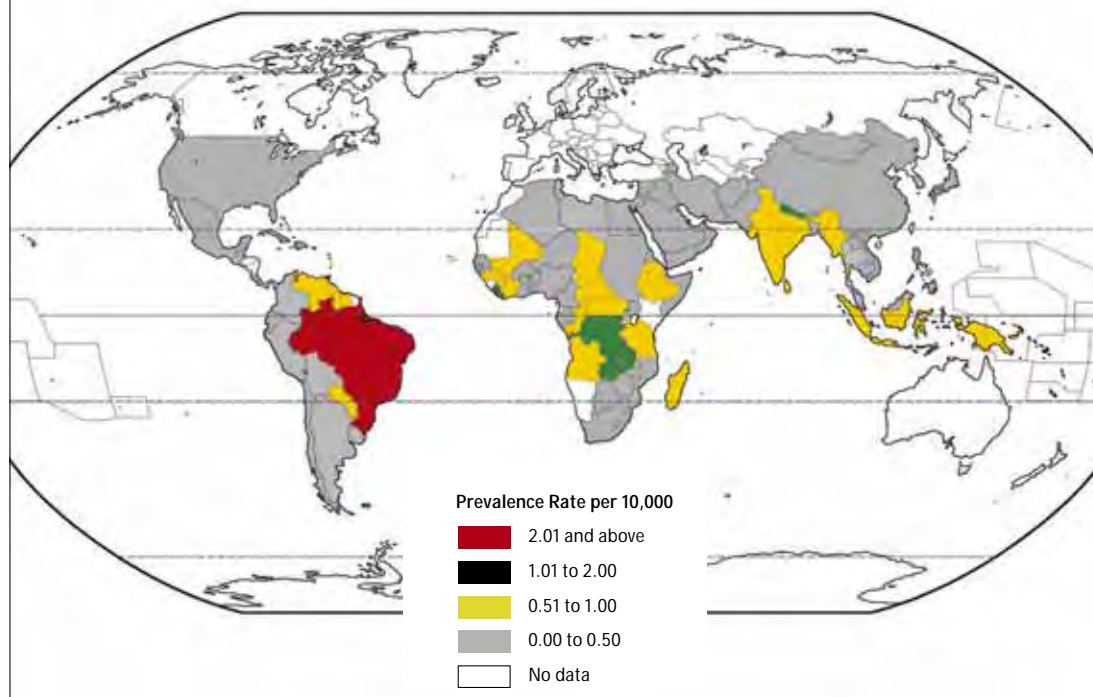 Prevalence Rate per 10,000
2.01 and above
1.01 to 2.00
0.51 to 1.00
0.00 to 0.50
No data